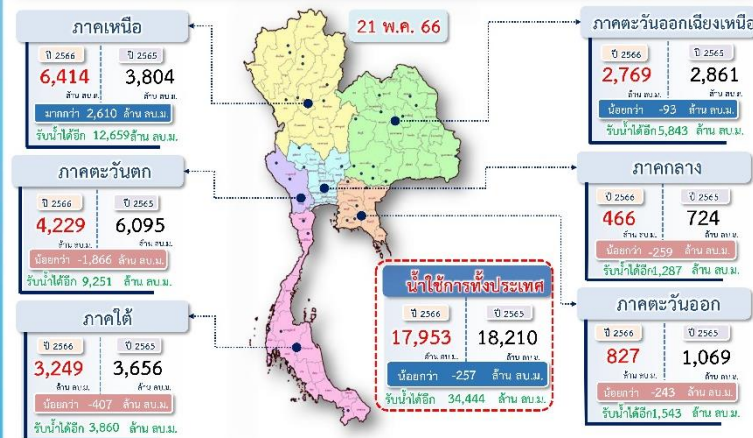 21 พ.ค. 66
ภาคเหนือ
ปี 2566 ปี 2565
6,414 3,804
ล้าน ลบ.ม. ล้าน ลบ.ม.
มากกว่า 2,610 ล้าน ลบ.ม.
รับน้ำได้อีก 12,659ล้าน ลบ.ม.
ภาคตะวันตก
ปี 2566 ปี 2565
4,229 6,095
ล้าน ลบ.ม. ล้าน ลบ.ม.
น้อยกว่า -1,866 ล้าน ลบ.ม.
รับน้ำได้อีก 9,251 ล้าน ลบ.ม.
ภาคใต้
ปี 2566 ปี 2565
3,249 3,656
ล้าน ลบ.ม. ล้าน ลบ.ม.
น้อยกว่า -407 ล้าน ลบ.ม.
รับน้ำได้อีก 3,860 ล้าน ลบ.ม.
น้ำใช้การทั้งประเทศ
ปี 2566 ปี 2565
17,953 18,210
ล้าน ลบ.ม. ล้าน ลบ.ม.
น้อยกว่า -257 ล้าน ลบ.ม.
รับน้ำได้อีก 34,444 ล้าน ลบ.ม.
ภาคตะวันออกเฉียงเหนือ
ปี 2566 ปี 2565
2,769 2,861
ล้าน ลบ.ม. ล้าน ลบ.ม.
น้อยกว่า -93 ล้าน ลบ.ม.
รับน้ำได้อีก5,843 ล้าน ลบ.ม.
ภาคกลาง
ปี 2566 ปี 2565
466 724
ล้าน ลบ.ม. ล้าน ลบ.ม.
น้อยกว่า -259 ล้าน ลบ.ม.
รับน้ำได้อีก1,287 ล้าน ลบ.ม.
ภาคตะวันออก
ปี 2566 ปี 2565
827 1,069
ล้าน ลบ.ม. ล้าน ลบ.ม.
น้อยกว่า -243 ล้าน ลบ.ม.
รับน้ำได้อีก1,543 ล้าน ลบ.ม.